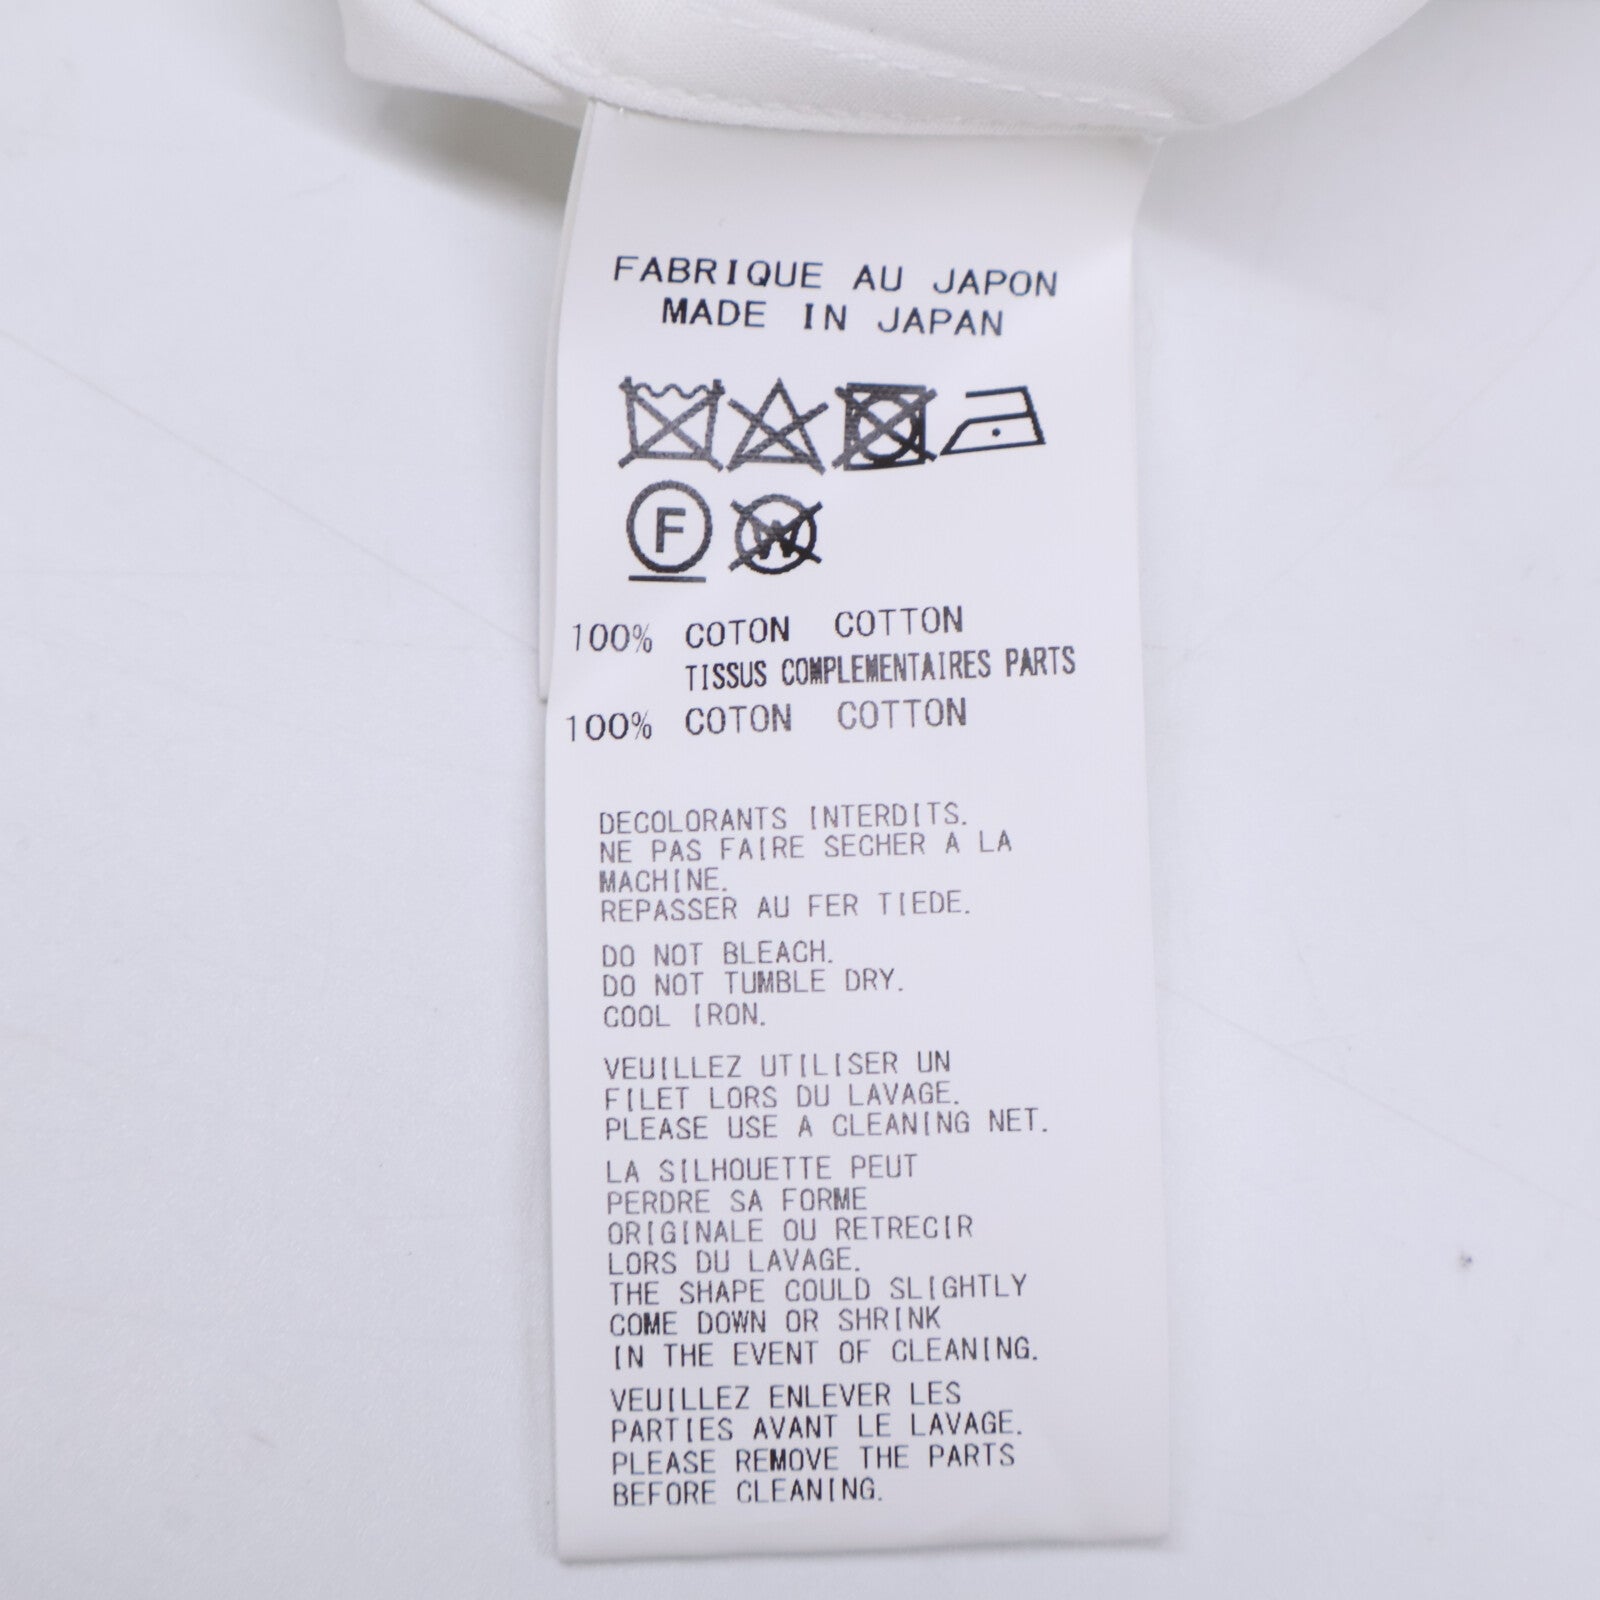 FABRIQUE AU JAPON
MADE IN JAPAN
F W
100% COTON COTTON
TISSUS COMPLEMENTAIRES PARTS
100% COTON COTTON
DECOLORANTS INTERDITS.
NE PAS FAIRE SECHER A LA
MACHINE.
REPASSER AU FER TIEDE.
DO NOT BLEACH.
DO NOT TUMBLE DRY.
COOL IRON.
VEUILLEZ UTILISER UN
FILET LORS DU LAVAGE.
PLEASE USE A CLEANING NET.
LA SILHOUETTE PEUT
PERDRE SA FORME
ORIGINALE OU RETRECIR
LORS DU LAVAGE.
THE SHAPE COULD SLIGHTLY
COME DOWN OR SHRINK
IN THE EVENT OF CLEANING.
VEUILLEZ ENLEVER LES
PARTIES AVANT LE LAVAGE.
PLEASE REMOVE THE PARTS
BEFORE CLEANING.